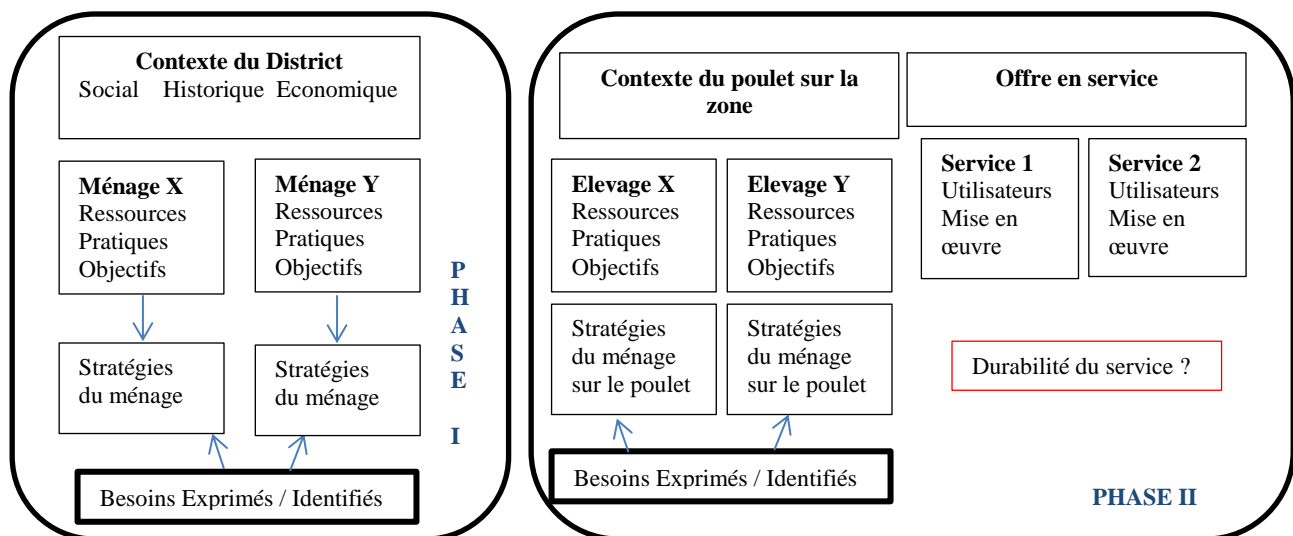 Contexte du District
Social Historique Economique
Ménage X
Ressources
Pratiques
Objectifs
Ménage Y
Ressources
Pratiques
Objectifs
Stratégies
du ménage
Stratégies
du ménage
Besoins Exprimés / Identifiés
P
H
A
S
E
I
Contexte du poulet sur la
zone
Offre en service
Elevage X
Ressources
Pratiques
Objectifs
Elevage Y
Ressources
Pratiques
Objectifs
Service 1
Utilisateurs
Mise en
œuvre
Service 2
Utilisateurs
Mise en
œuvre
Stratégies
du ménage
sur le poulet
Stratégies
du ménage
sur le poulet
Durabilité du service ?
Besoins Exprimés / Identifiés
PHASE II